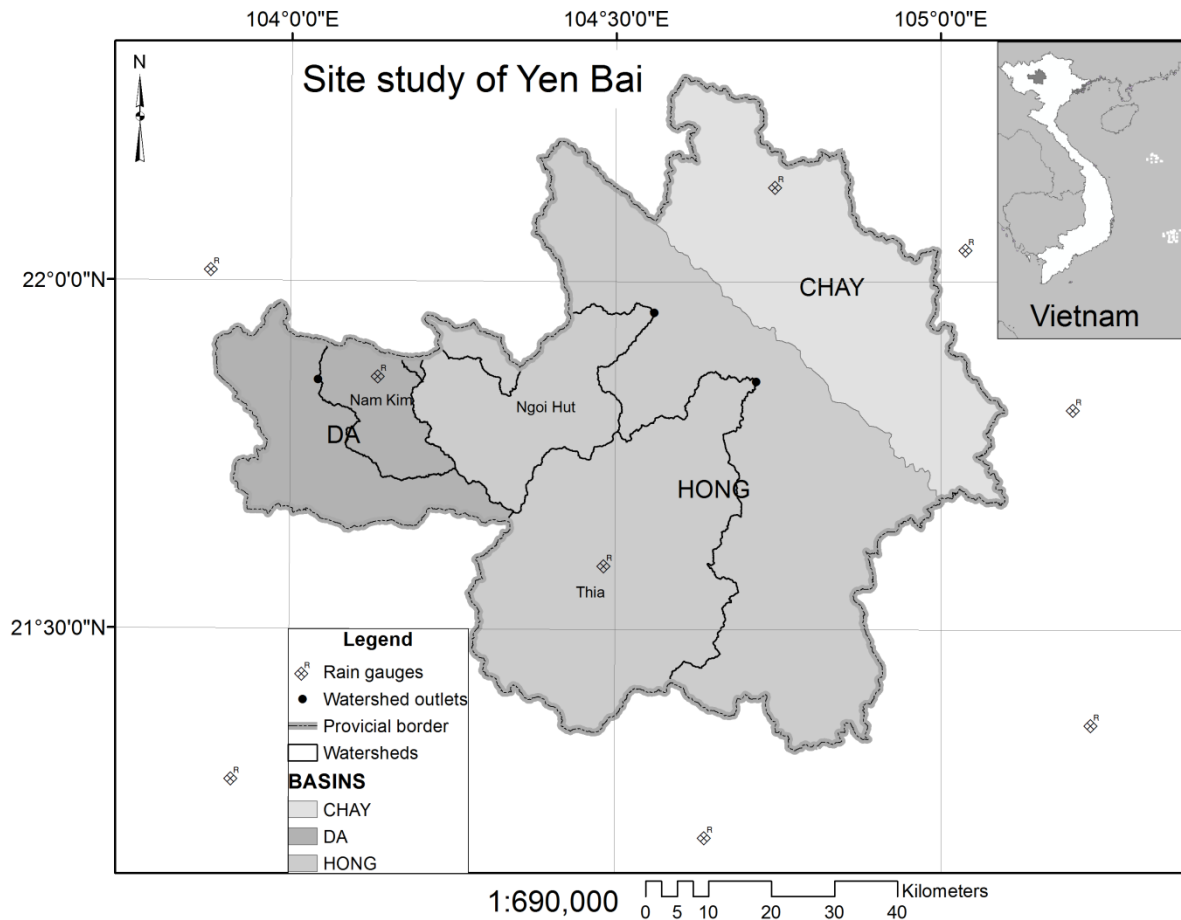 104°0'0"E
104°30'0"E
105°0'0"E
N
Site study of Yen Bai
Vietnam
R
R
R
22°0'0"N
CHAY
R
Nam Kim
Ngoi Hut
R
DA
HONG
R
Thia
21°30'0"N
Legend
R
Rain gauges
Watershed outlets
Provicial border
Watersheds
BASINS
CHAY
DA
HONG
R
R
R
1:690,000
Kilometers
0 5 10 20 30 40